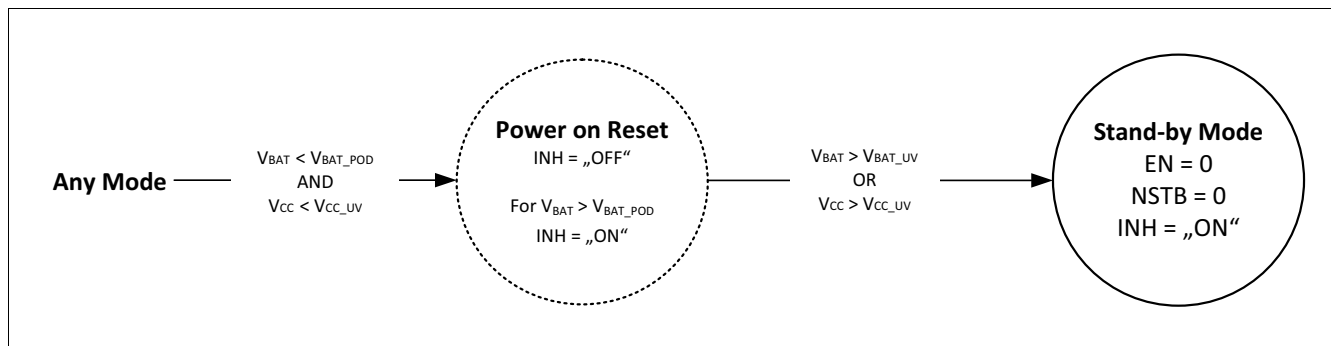 Any Mode
VBAT < VBAT_POD
AND
VCC < VCC_UV
Power on Reset
INH = „OFF“
For VBAT > VBAT_POD
INH = „ON“
VBAT > VBAT_UV
OR
VCC > VCC_UV
Stand-by Mode
EN = 0
NSTB = 0
INH = „ON“